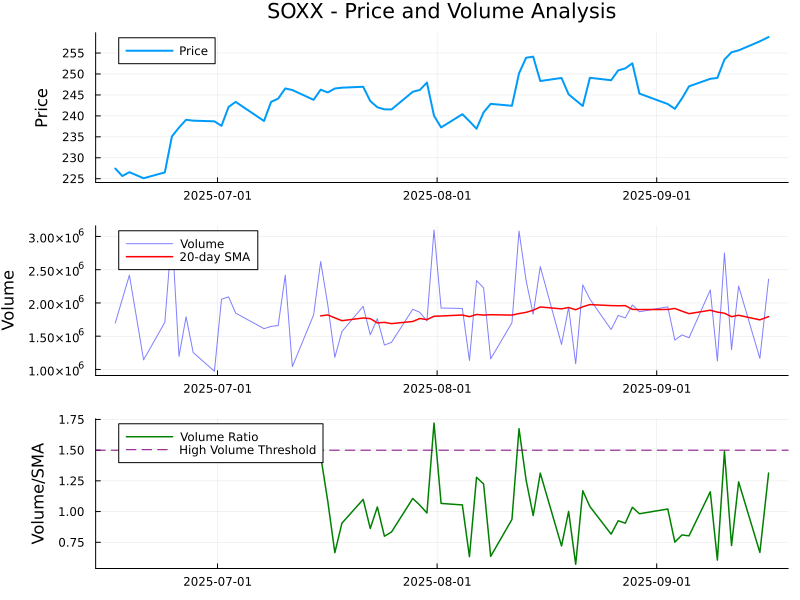 SOXX - Price and Volume Analysis
Price
Price
255
250
245
240
235
230
225
2025-07-01
2025-08-01
2025-09-01
Volume
Volume
20-day SMA
3.00×10⁶
2.50×10⁶
2.00×10⁶
1.50×10⁶
1.00×10⁶
2025-07-01
2025-08-01
2025-09-01
Volume/SMA
Volume Ratio
High Volume Threshold
1.75
1.50
1.25
1.00
0.75
2025-07-01
2025-08-01
2025-09-01